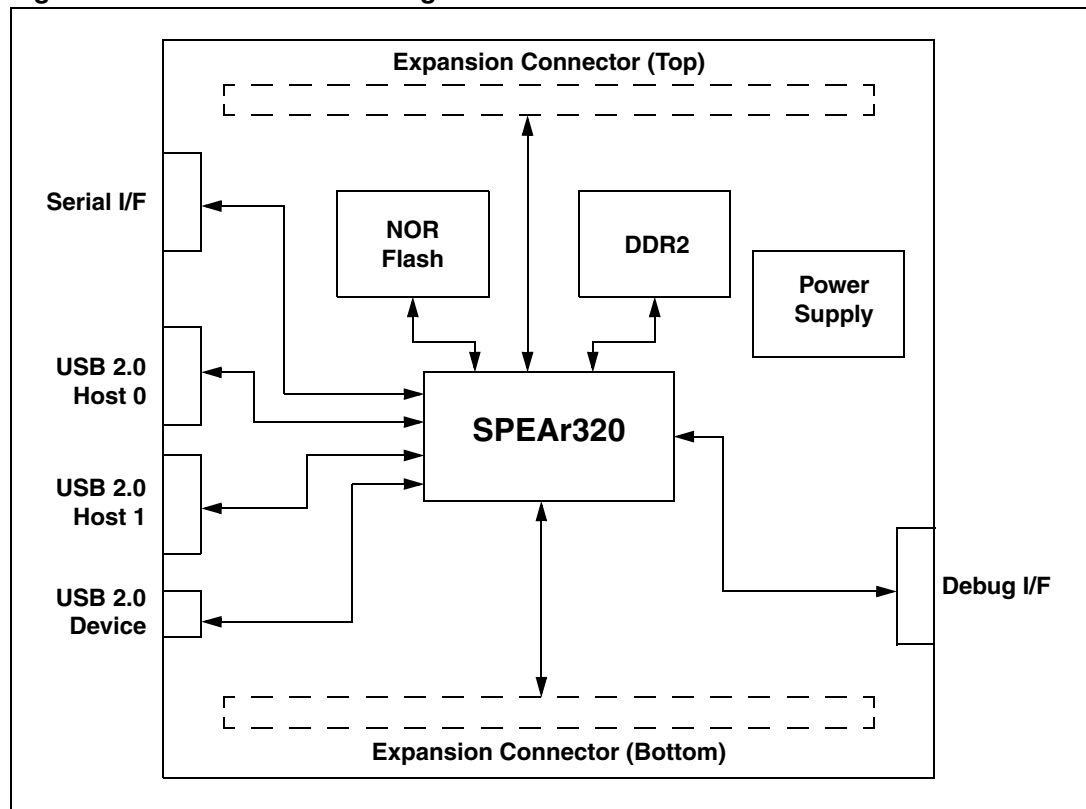 Expansion Connector (Top)
Serial I/F
NOR
Flash
DDR2
Power
Supply
USB 2.0
Host 0
SPEAr320
USB 2.0
Host 1
USB 2.0
Device
Debug I/F
Expansion Connector (Bottom)